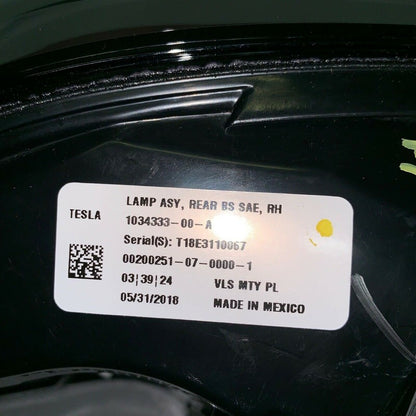 LAMP ASY, REAR BS SAE, RH
TESLA
1034333-00-A
Serial(S): T18E3110067
00200251-07-0000-1
03|39|24
VLS MTY PL
05/31/2018
MADE IN MEXICO